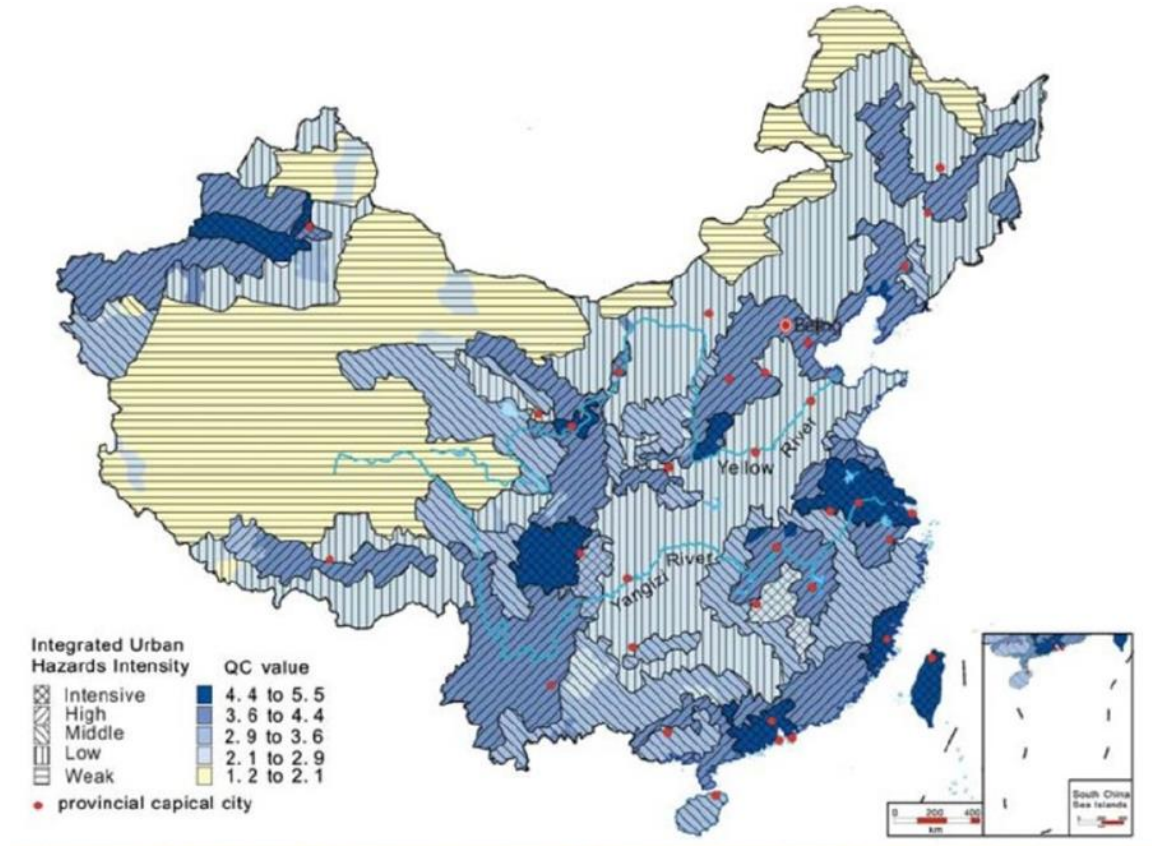 Beijing
Yellow
River
River
Yangizi
Integrated Urban
Hazards Intensity
QC value
Intensive
4.4 to 5.5
High
3.6 to 4.4
Middle
2.9 to 3.6
Low
2.1 to 2.9
Weak
1.2 to 2.1
provincial capical city
0 200 400
km
South China
Sea Islands